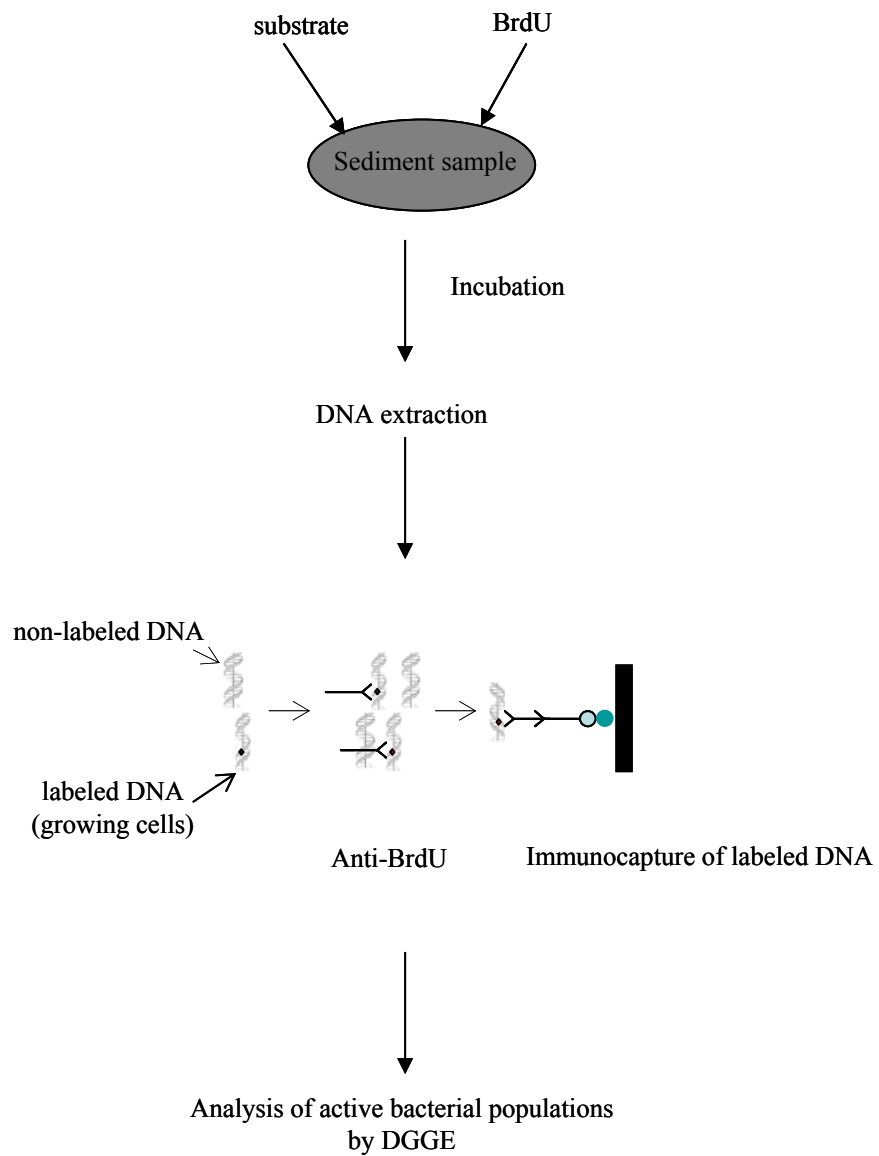 substrate
BrdU
Sediment sample
Incubation
DNA extraction
non-labeled DNA
labeled DNA
(growing cells)
Anti-BrdU
Immunocapture of labeled DNA
Analysis of active bacterial populations
by DGGE